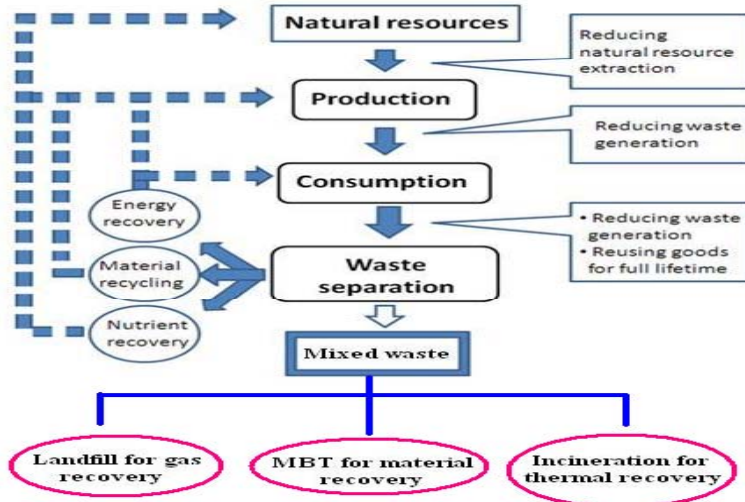 Natural resources
Reducing
natural resource
extraction
Production
Reducing waste
generation
Consumption
Energy
recovery
• Reducing waste
generation
• Reusing goods
for full lifetime
Material
recycling
Waste
separation
Nutrient
recovery
Mixed waste
Landfill for gas
recovery
MBT for material
recovery
Incineration for
thermal recovery